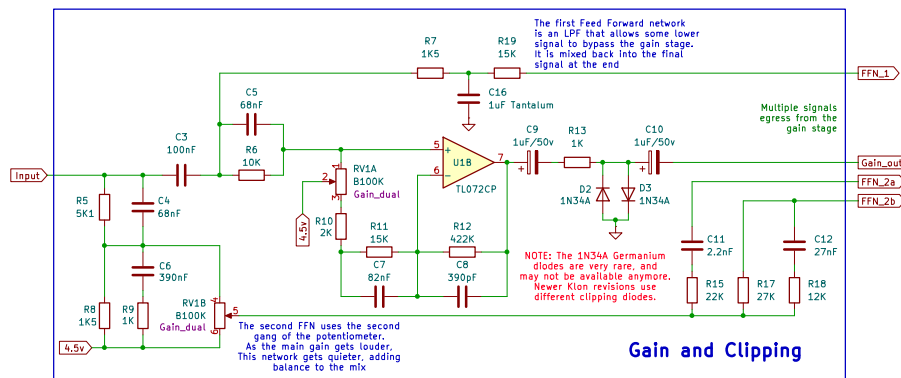 The first Feed Forward network
is an LPF that allows some lower
signal to bypass the gain stage.
It is mixed back into the final
signal at the end
R7
1K5
R19
15K
FFN_1
C16
1uF Tantalum
C5
68nF
Multiple signals
egress from the
gain stage
C3
100nF
R6
10K
C9
1uF/50v
R13
1K
C10
1uF/50v
Input
5
6
7
+
-
U1B
TL072CP
+
+
Gain_out
FFN_2a
FFN_2b
1
2
3
RV1A
B100K
Gain_dual
D2
1N34A
D3
1N34A
R5
5K1
C4
68nF
4.5v
R10
2K
R11
15K
R12
422K
C7
82nF
C8
390pF
C11
2.2nF
C12
27nF
NOTE: The 1N34A Germanium
diodes are very rare, and
may not be available anymore.
Newer Klon revisions use
different clipping diodes.
C6
390nF
R15
22K
R17
27K
R18
12K
R8
1K5
R9
1K
RV1B
B100K
Gain_dual
4
5
6
4.5v
The second FFN uses the second
gang of the potentiometer.
As the main gain gets louder,
This network gets quieter, adding
balance to the mix
Gain and Clipping